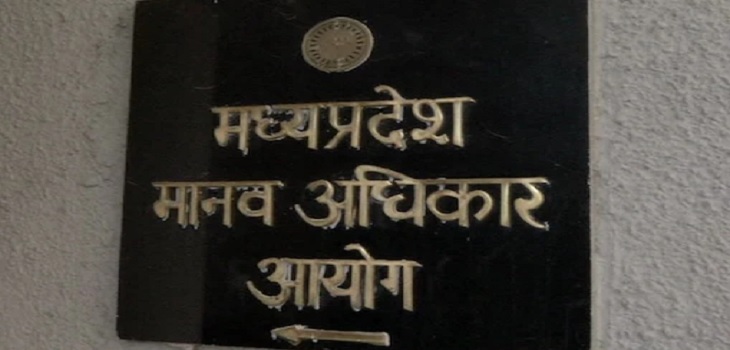 मध्यप्रदेश
मानव अधिकार
आयोग